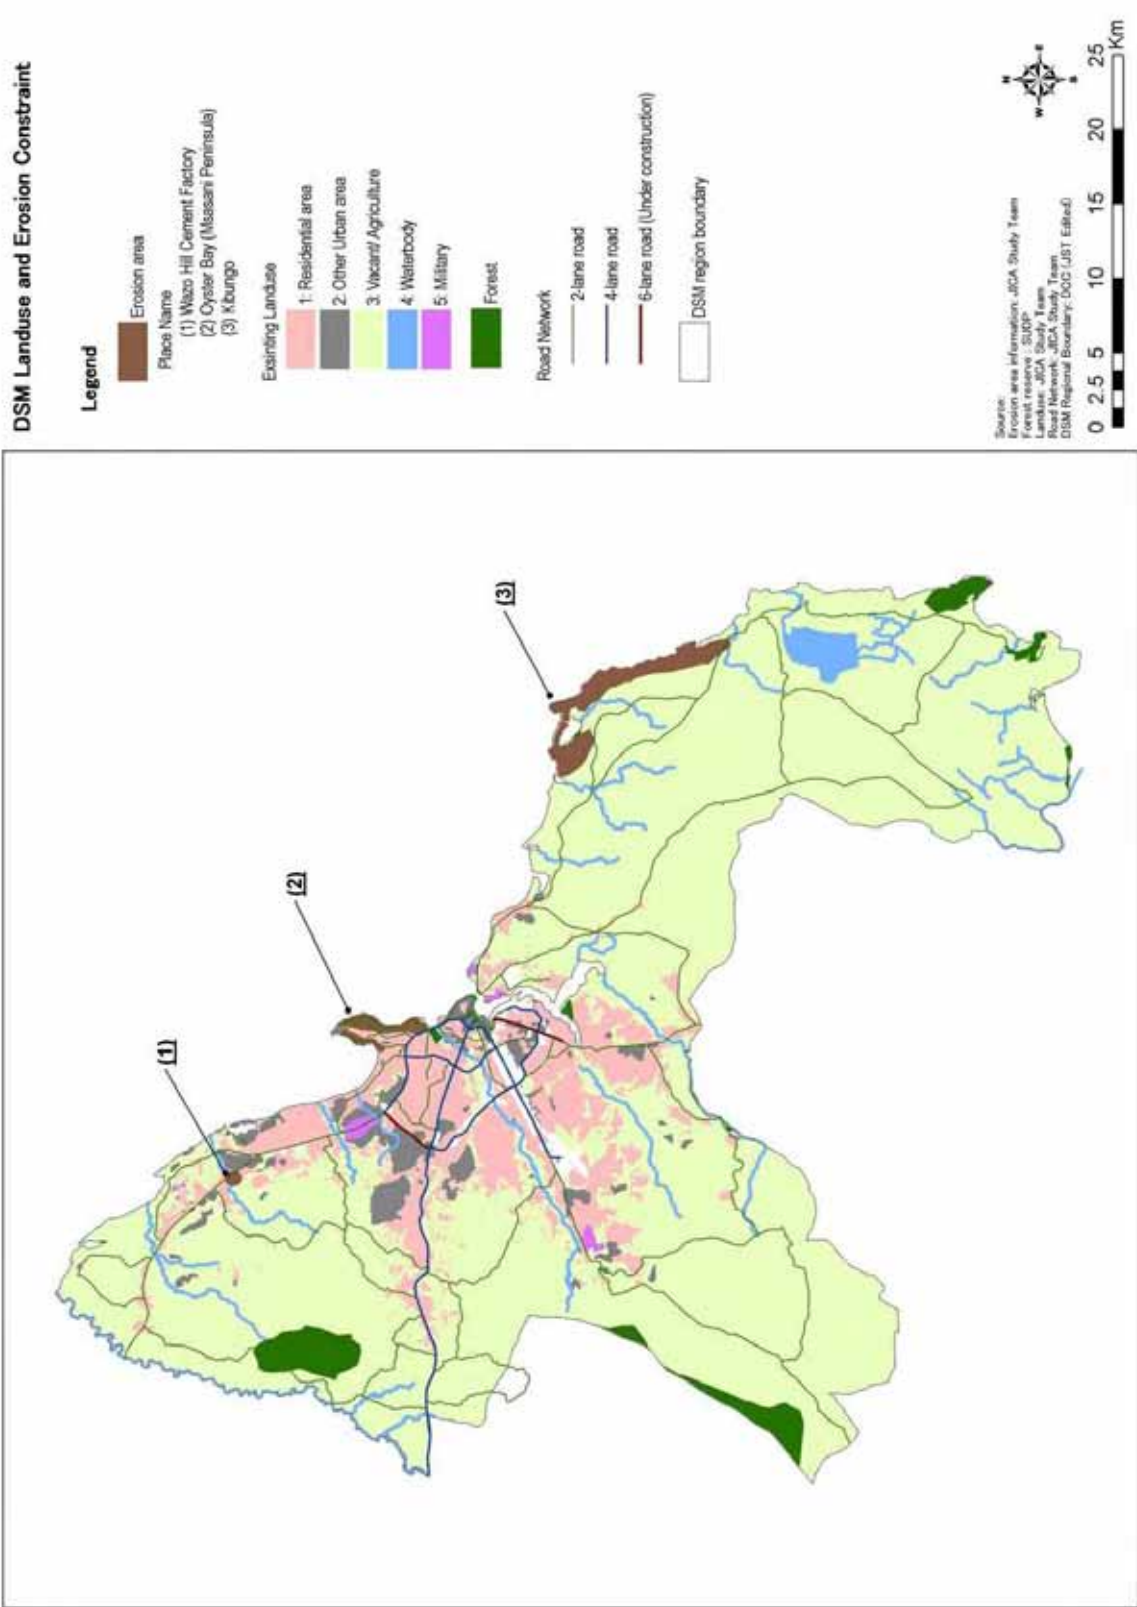 DSM Landuse and Erosion Constraint
Legend
Erosion area
Place Name
(1) Wazo Hill Cement Factory
(2) Oyster Bay (Msasani Peninsula)
(3) Kibungo
Exsinting Landuse
1: Residential area
2: Other Urban area
3: Vacant/ Agriculture
4: Waterbody
5: Military
Forest
Road Network
2-lane road
4-lane road
6-lane road (Under construction)
DSM region boundary
Source:
Erosion area information: JICA Study Team
Forest reserve : SUDP
Landuse: JICA Study Team
Road Network: JICA Study Team
DSM Regional Boundary: DCC (JST Edited)
N
W
E
S
0 2.5 5 10 15 20 25
Km
(1)
(2)
(3)